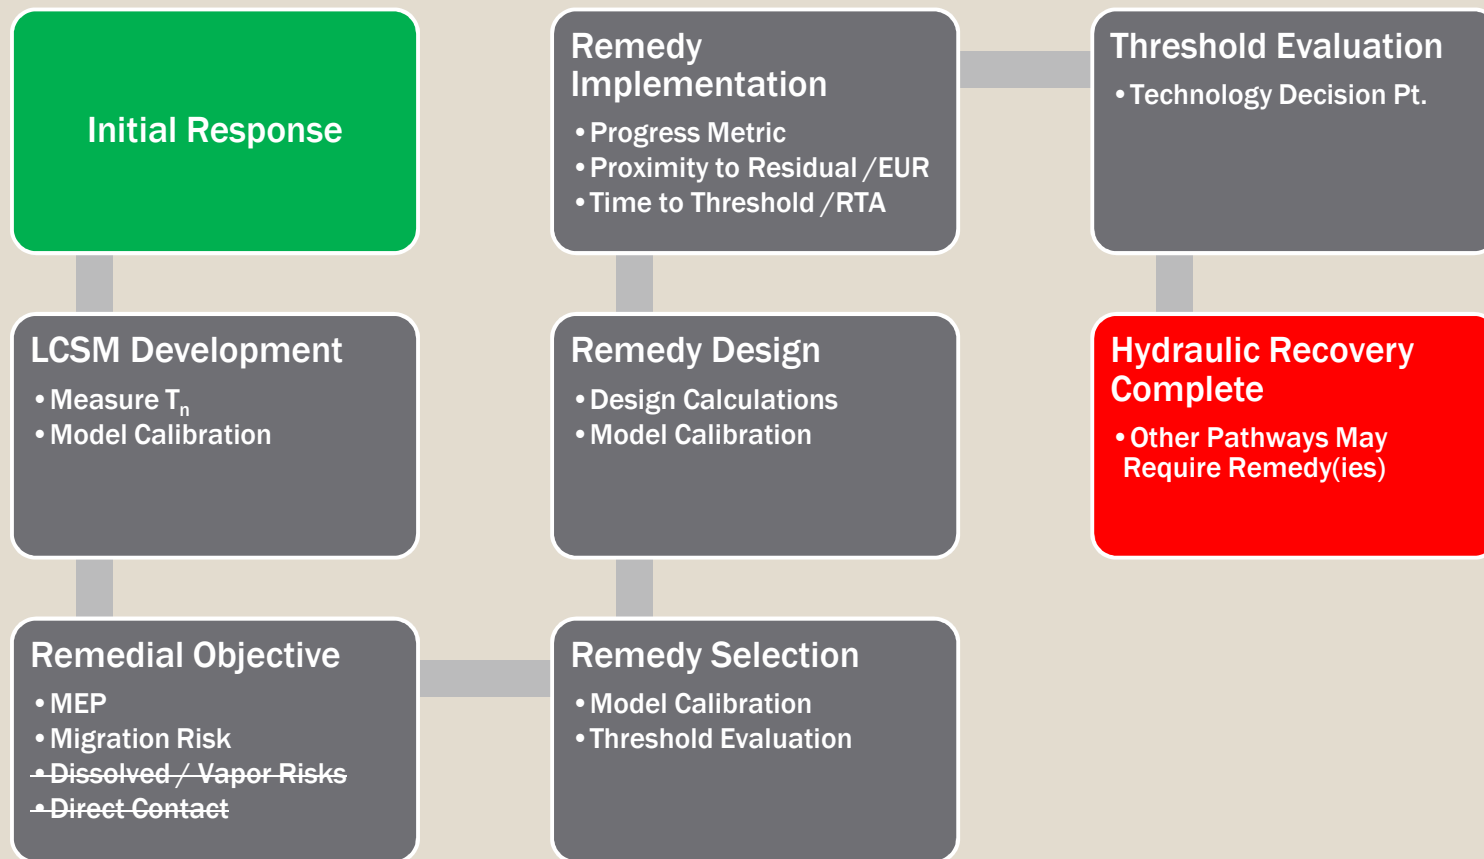 Initial Response
LCSM Development
•Measure Tn
•Model Calibration
Remedial Objective
•MEP
•Migration Risk
•Dissolved / Vapor Risks
•Direct Contact
Remedy Selection
•Model Calibration
•Threshold Evaluation
Remedy Design
•Design Calculations
•Model Calibration
Remedy
Implementation
•Progress Metric
•Proximity to Residual /EUR
•Time to Threshold /RTA
Threshold Evaluation
•Technology Decision Pt.
Hydraulic Recovery
Complete
•Other Pathways May
Require Remedy(ies)